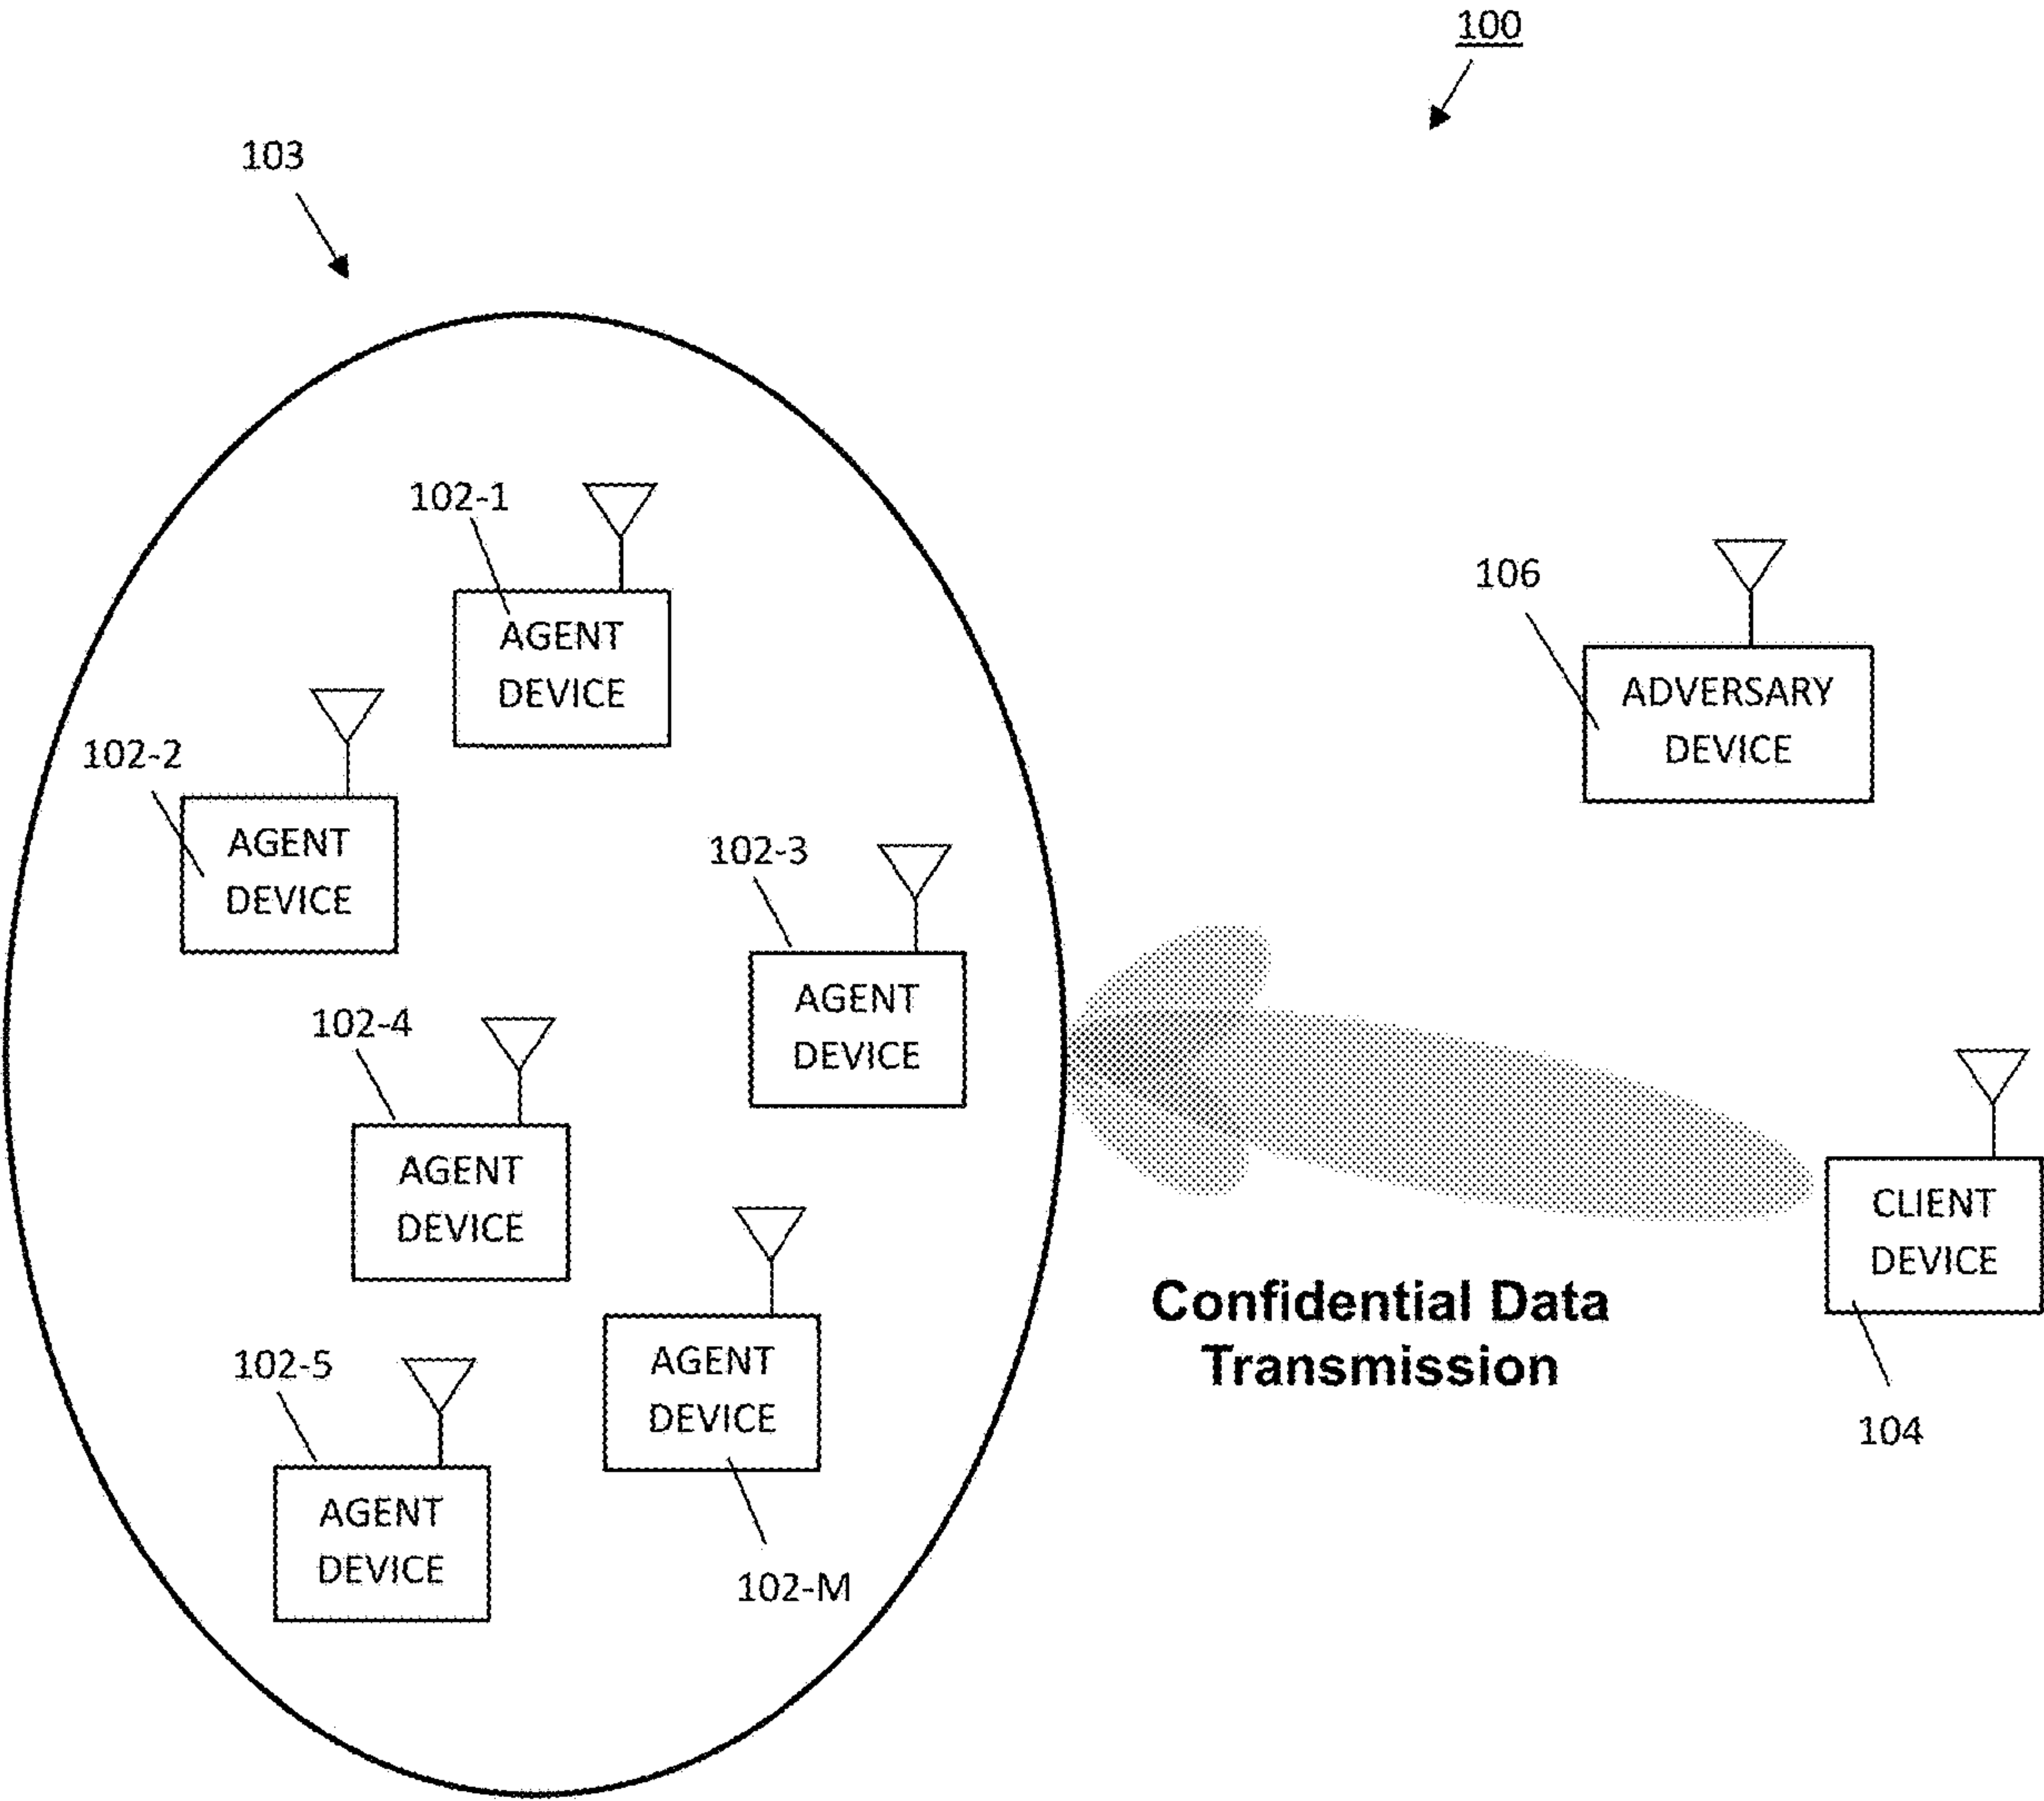 100
103
102-1
AGENT
DEVICE
106
ADVERSARY
DEVICE
102-2
AGENT
DEVICE
102-3
AGENT
DEVICE
102-4
AGENT
DEVICE
CLIENT
DEVICE
104
Confidential Data
Transmission
102-5
AGENT
DEVICE
AGENT
DEVICE
102-M